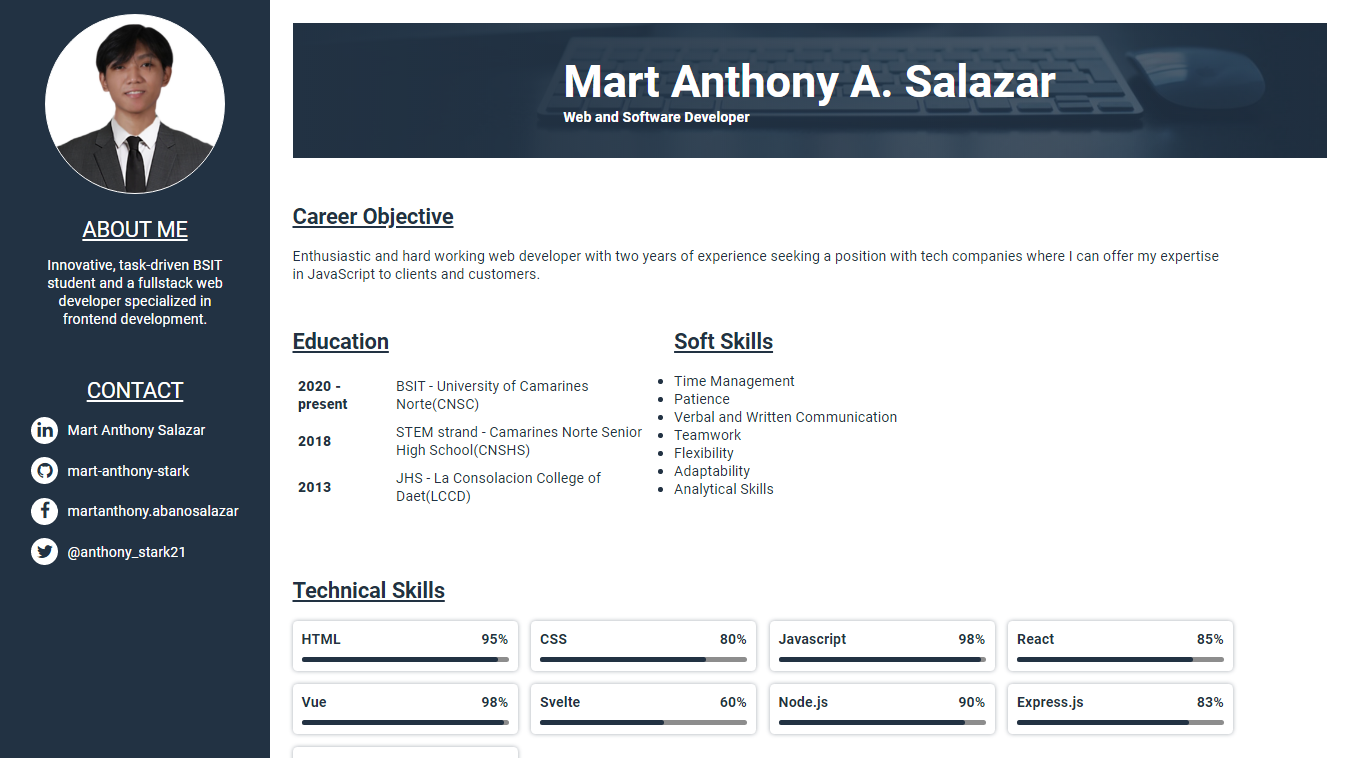 ABOUT ME
Innovative, task-driven BSIT
student and a fullstack web
developer specialized in
frontend development.
CONTACT
in Mart Anthony Salazar
mart-anthony-stark
f martanthony.abanosalazar
@anthony_stark21
Mart Anthony A. Salazar
Web and Software Developer
Career Objective
Enthusiastic and hard working web developer with two years of experience seeking a position with tech companies where I can offer my expertise
in JavaScript to clients and customers.
Education
2020 -
present
BSIT - University of Camarines
Norte(CNSC)
2018
STEM strand - Camarines Norte Senior
High School(CNSHS)
2013
JHS - La Consolacion College of
Daet(LCCD)
Soft Skills
Time Management
Patience
Verbal and Written Communication
Teamwork
Flexibility
Adaptability
Analytical Skills
Technical Skills
HTML 95%
CSS 80%
Javascript 98%
React 85%
Vue 98%
Svelte 60%
Node.js 90%
Express.js 83%